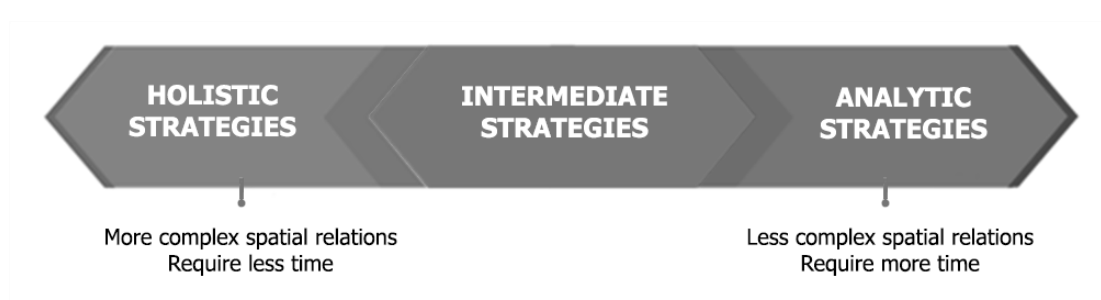 HOLISTIC
STRATEGIES
INTERMEDIATE
STRATEGIES
ANALYTIC
STRATEGIES
More complex spatial relations
Require less time
Less complex spatial relations
Require more time